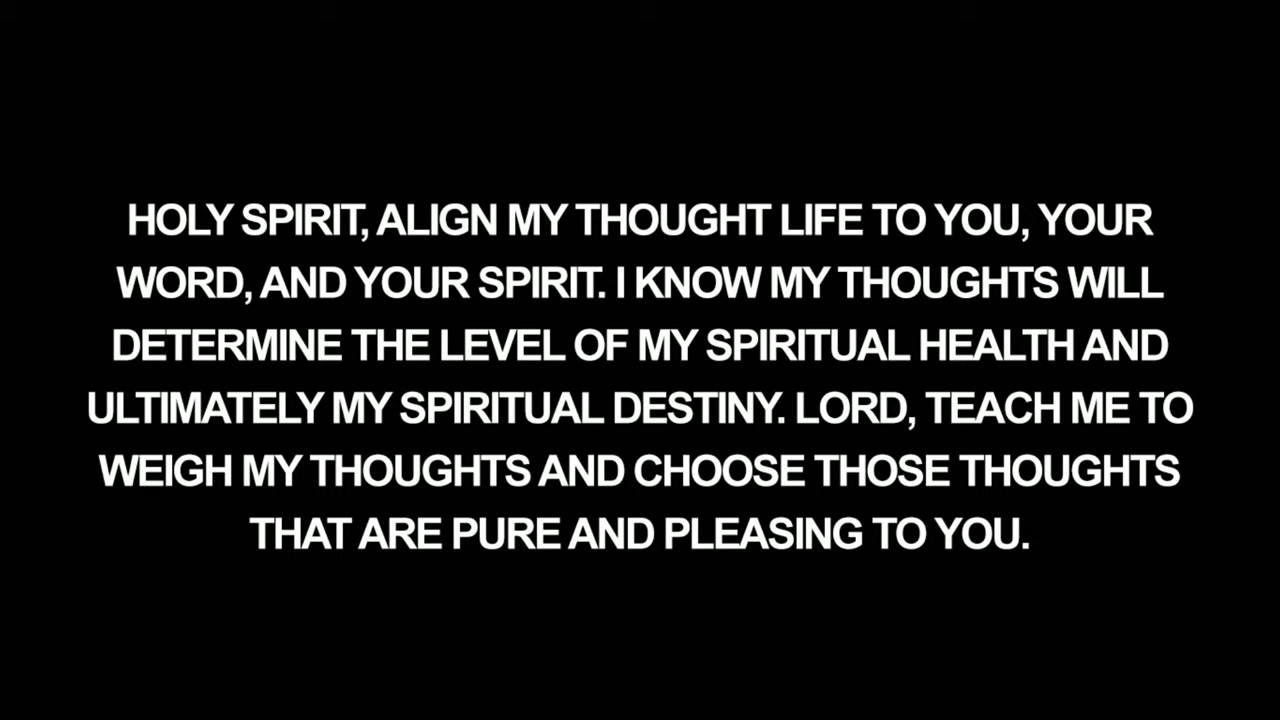 HOLY SPIRIT, ALIGN MY THOUGHT LIFE TO YOU, YOUR
WORD, AND YOUR SPIRIT. I KNOW MY THOUGHTS WILL
DETERMINE THE LEVEL OF MY SPIRITUAL HEALTH AND
ULTIMATELY MY SPIRITUAL DESTINY. LORD, TEACH ME TO
WEIGH MY THOUGHTS AND CHOOSE THOSE THOUGHTS
THAT ARE PURE AND PLEASING TO YOU.